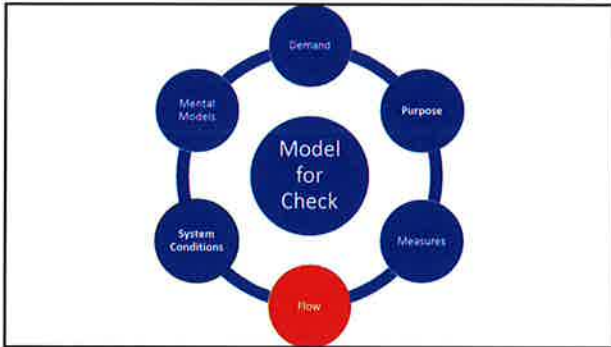 Demand
Purpose
Measures
Flow
System
Conditions
Mental
Models
Model
for
Check